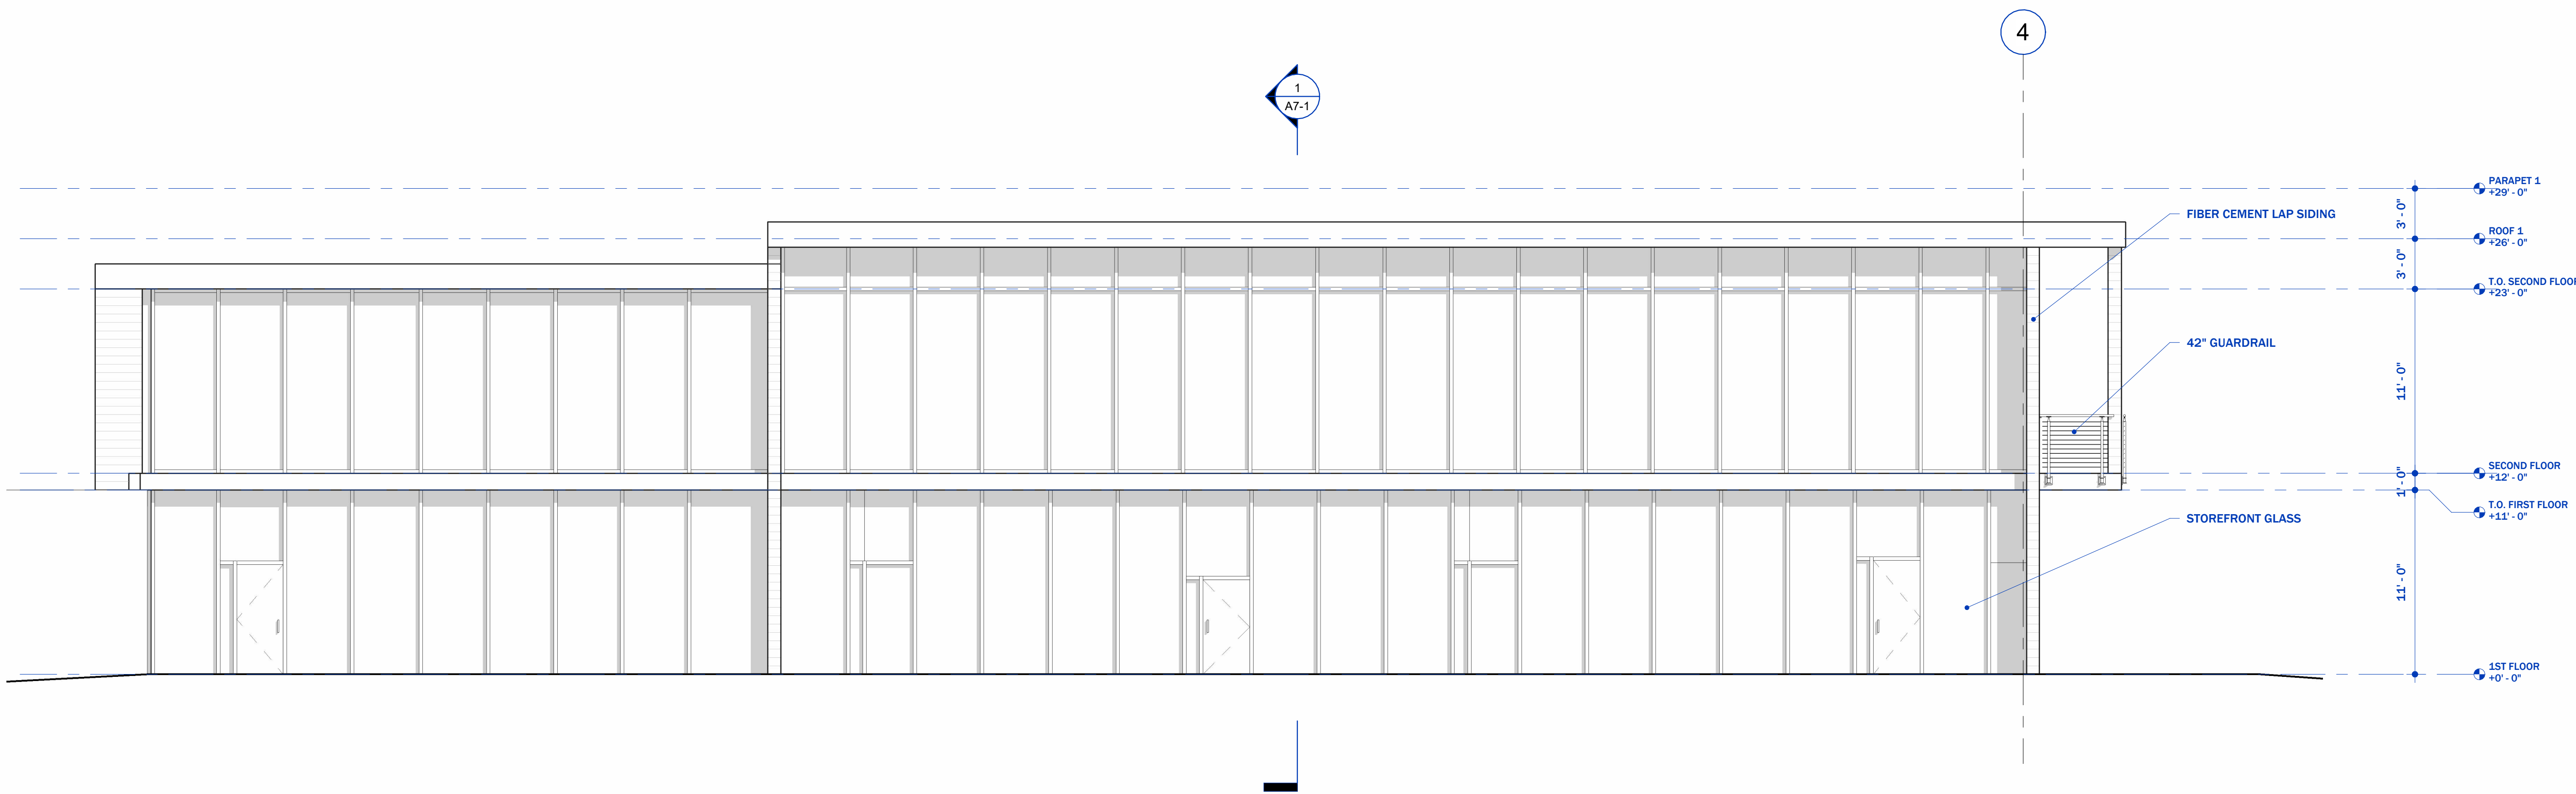 4
1
A7-1
PARAPET 1
+29' - 0"
3' - 0"
FIBER CEMENT LAP SIDING
ROOF 1
+26' - 0"
3' - 0"
T.O. SECOND FLOOR
+23' - 0"
42" GUARDRAIL
11' - 0"
SECOND FLOOR
+12' - 0"
1' - 0"
T.O. FIRST FLOOR
+11' - 0"
STOREFRONT GLASS
11' - 0"
1ST FLOOR
+0' - 0"